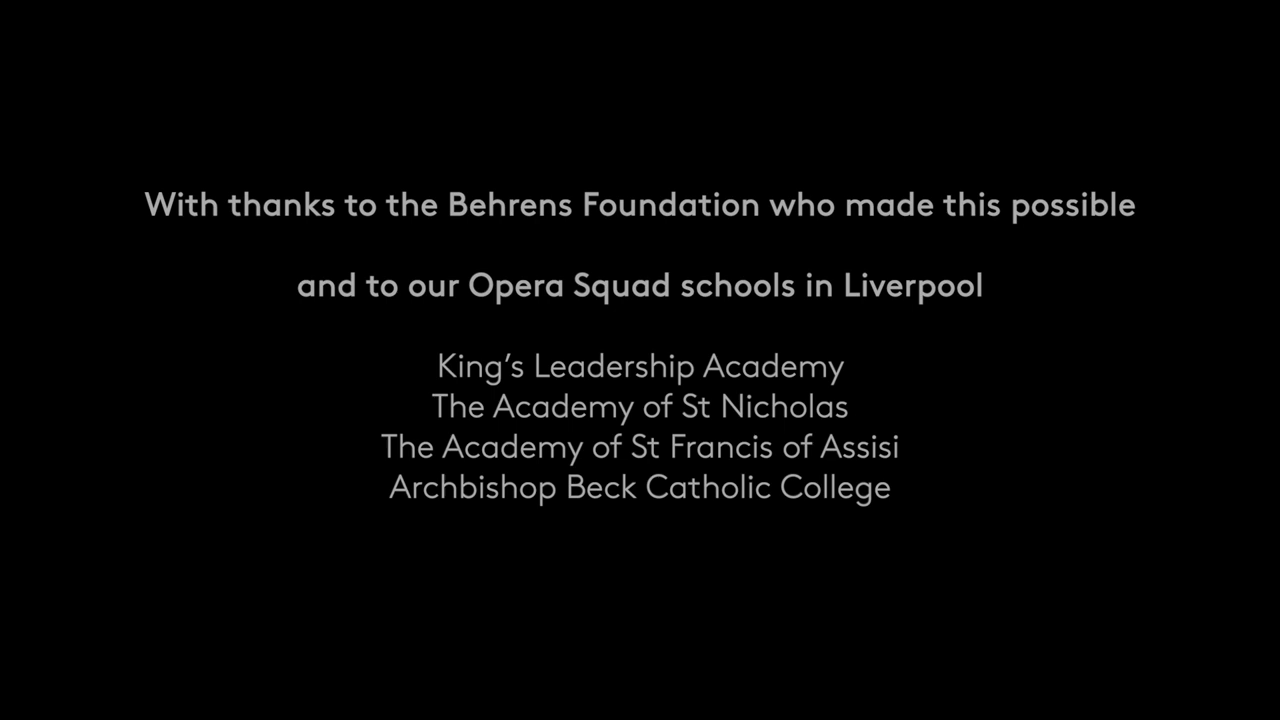 With thanks to the Behrens Foundation who made this possible
and to our Opera Squad schools in Liverpool
King’s Leadership Academy
The Academy of St Nicholas
The Academy of St Francis of Assisi
Archbishop Beck Catholic College